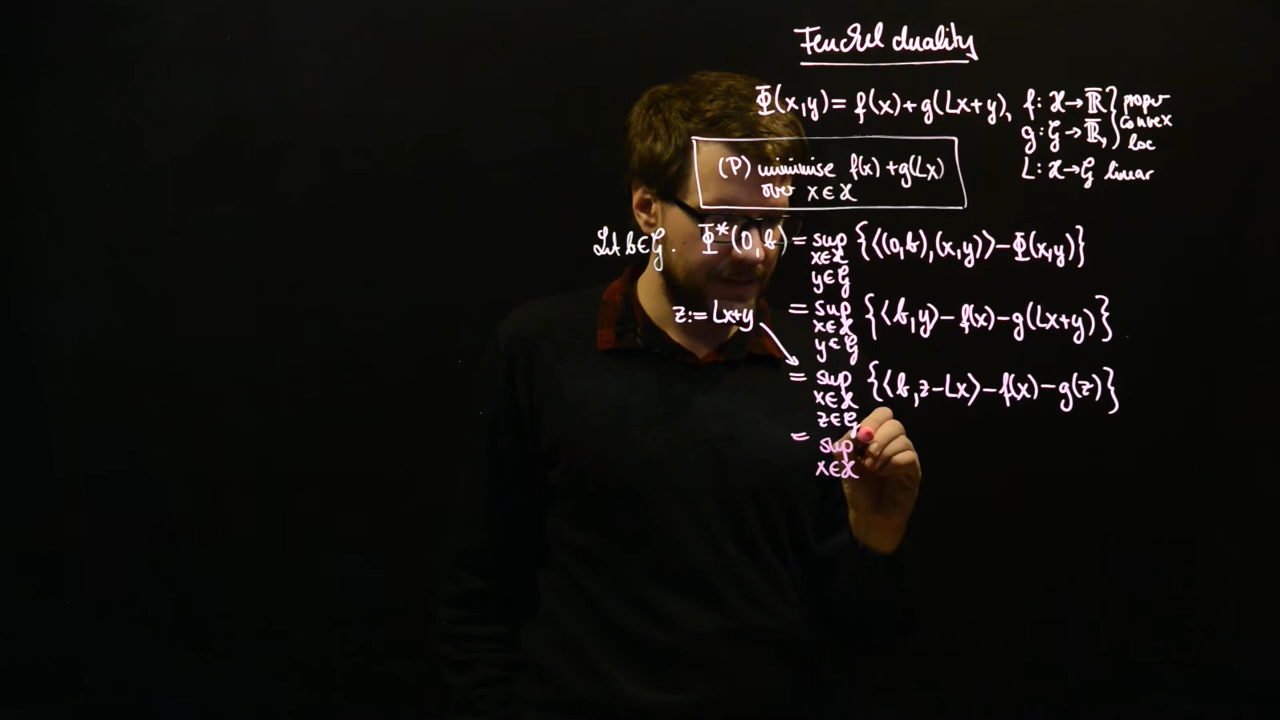 Fenchel duality
Φ(x,y) = f(x) + g(Lx+y), f: 𝓗→ℝ̄ } proper
g: 𝓖→ℝ̄, } convex
lsc
L: 𝓗→𝓖 linear
(P) minimise f(x) + g(Lx)
over x∈𝓗
Let b∈𝓖. Φ*(0,b) = sup {⟨(0,b),(x,y)⟩ − Φ(x,y)}
x∈𝓗
y∈𝓖
z := Lx+y = sup {⟨b,y⟩ − f(x) − g(Lx+y)}
x∈𝓗
y∈𝓖
= sup {⟨b, z−Lx⟩ − f(x) − g(z)}
x∈𝓗
z∈𝓖
= sup
x∈𝓗